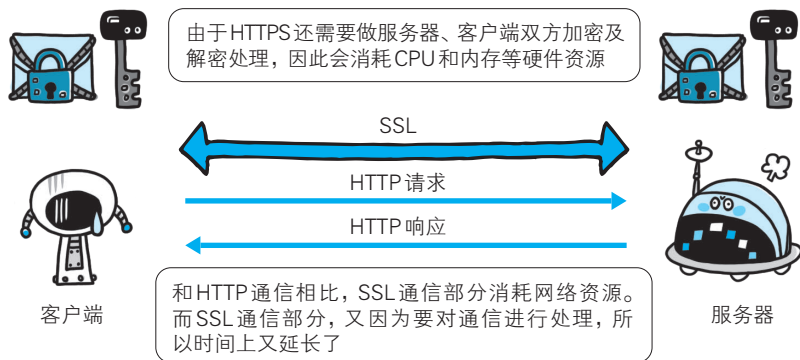 由于HTTPS还需要做服务器、客户端双方加密及
解密处理，因此会消耗CPU和内存等硬件资源
SSL
HTTP请求
HTTP响应
客户端
服务器
和HTTP通信相比，SSL通信部分消耗网络资源。
而SSL通信部分，又因为要对通信进行处理，所
以时间上又延长了